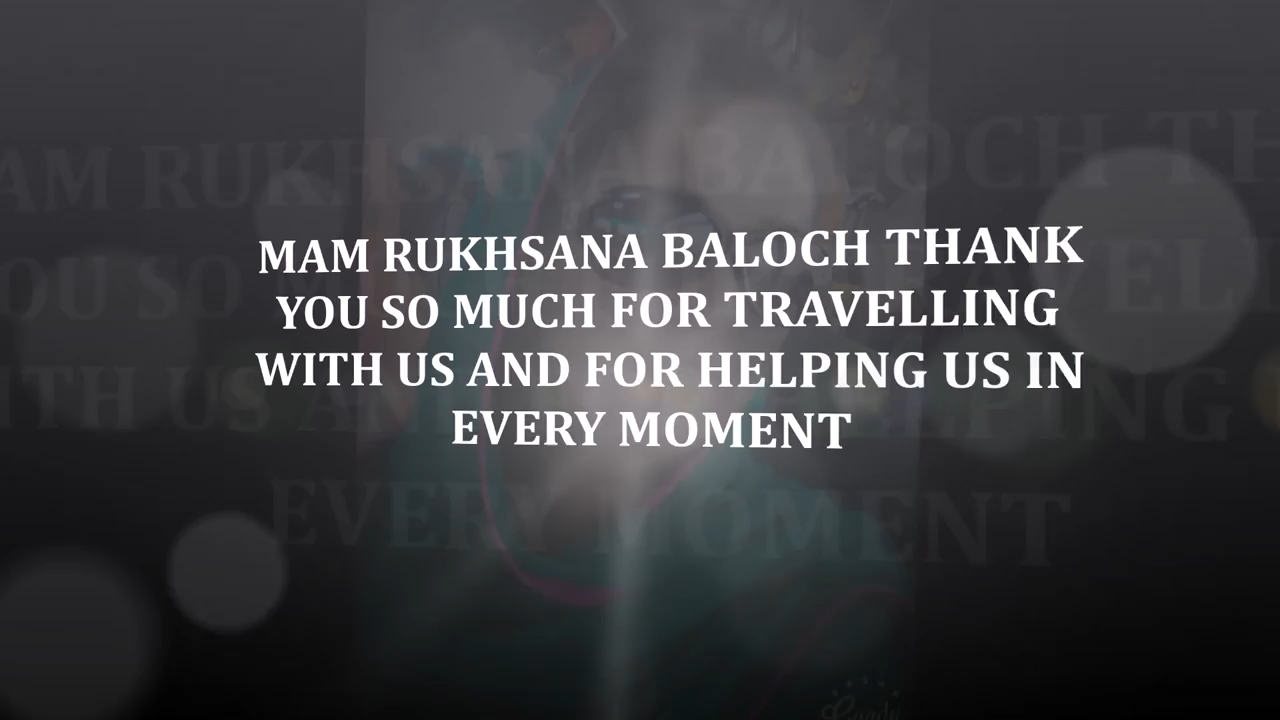 MAM RUKHSANA BALOCH THANK
YOU SO MUCH FOR TRAVELLING
WITH US AND FOR HELPING US IN
EVERY MOMENT